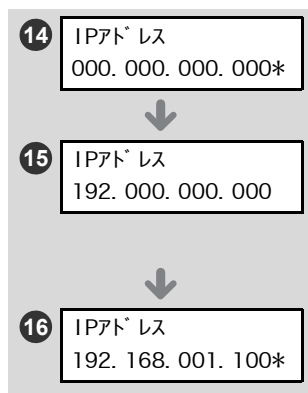 14
IPｱﾄﾞﾚｽ
000. 000. 000. 000*
15
IPｱﾄﾞﾚｽ
192. 000. 000. 000
16
IPｱﾄﾞﾚｽ
192. 168. 001. 100*